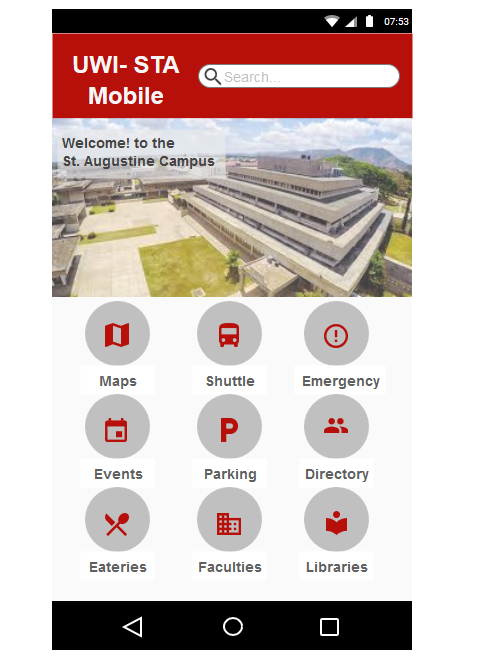 07:53
UWI- STA
Mobile
Search...
Welcome! to the
St. Augustine Campus
Maps
Shuttle
Emergency
P
Events
Parking
Directory
Eateries
Faculties
Libraries